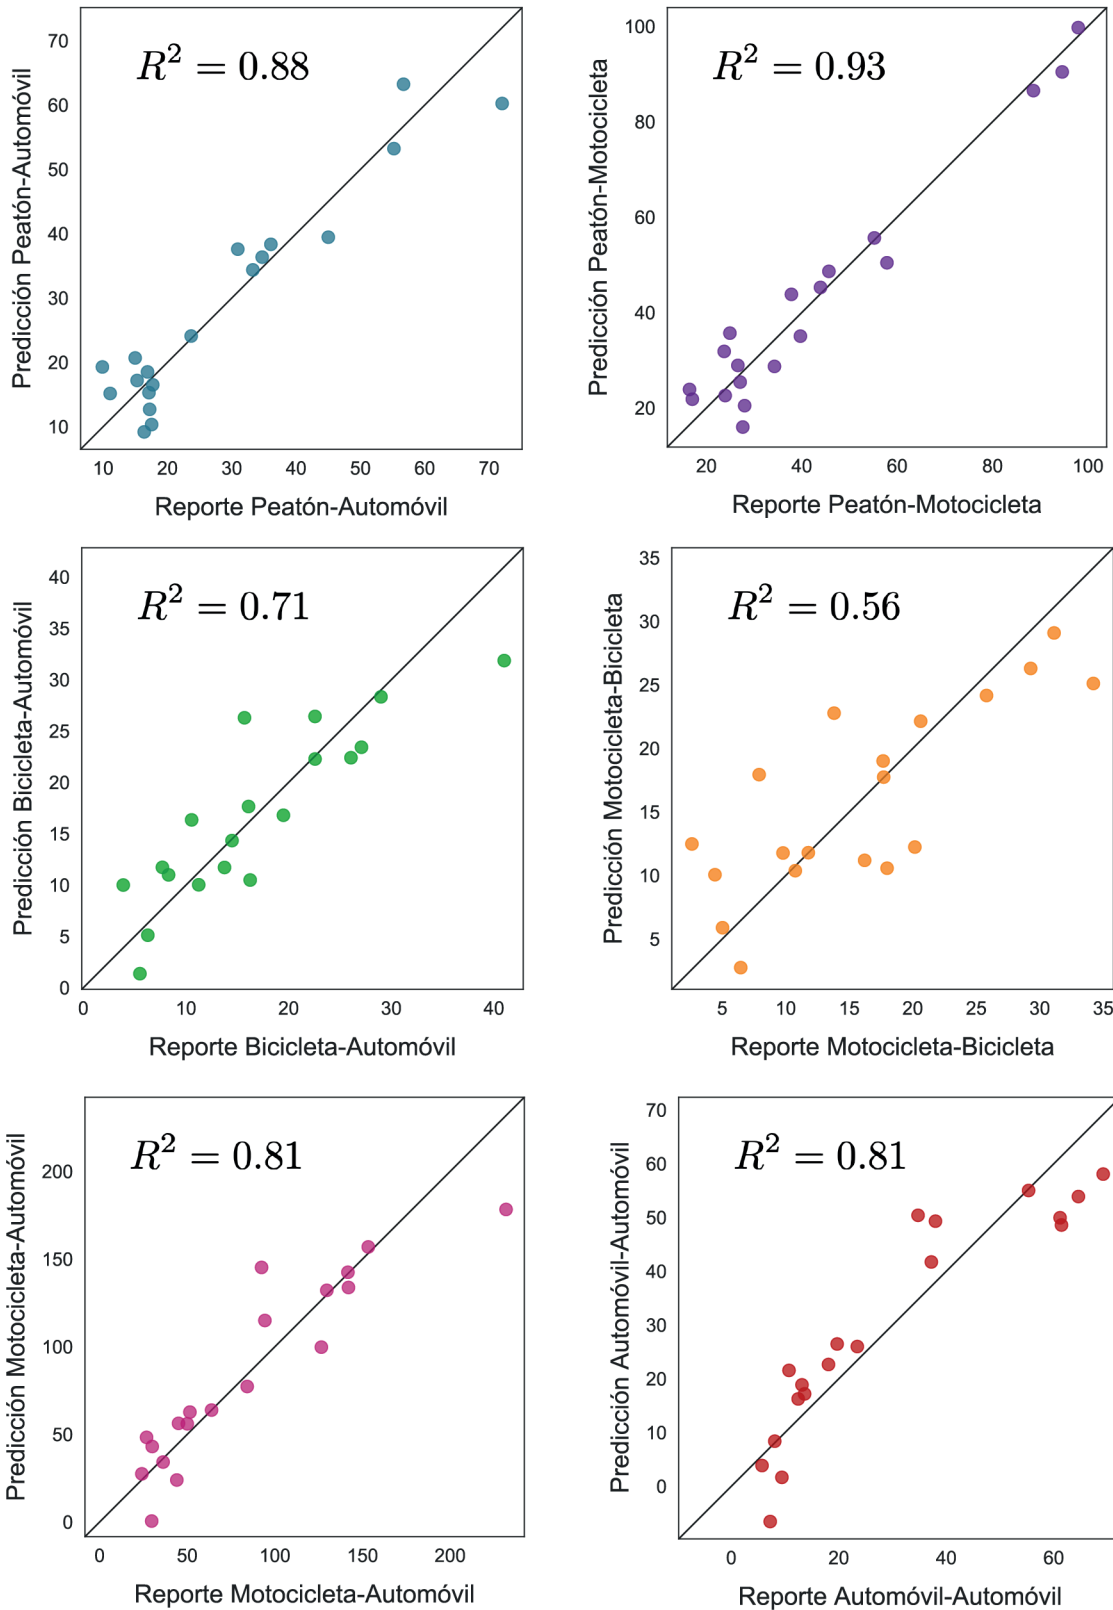 R² = 0.88
Predicción Peatón-Automóvil
70
60
50
40
30
20
10
10 20 30 40 50 60 70
Reporte Peatón-Automóvil
R² = 0.93
Predicción Peatón-Motocicleta
100
80
60
40
20
20 40 60 80 100
Reporte Peatón-Motocicleta
R² = 0.71
Predicción Bicicleta-Automóvil
40
35
30
25
20
15
10
5
0
0 10 20 30 40
Reporte Bicicleta-Automóvil
R² = 0.56
Predicción Motocicleta-Bicicleta
35
30
25
20
15
10
5
5 10 15 20 25 30 35
Reporte Motocicleta-Bicicleta
R² = 0.81
Predicción Motocicleta-Automóvil
200
150
100
50
0
0 50 100 150 200
Reporte Motocicleta-Automóvil
R² = 0.81
Predicción Automóvil-Automóvil
70
60
50
40
30
20
10
0
0 20 40 60
Reporte Automóvil-Automóvil